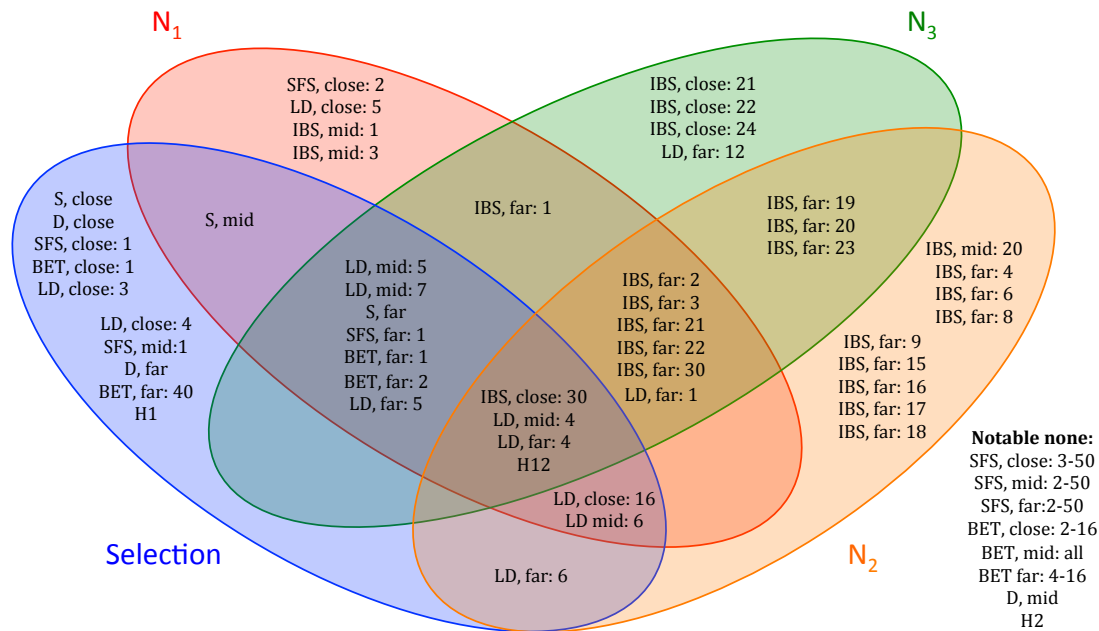 N1
N3
SFS, close: 2
LD, close: 5
IBS, mid: 1
IBS, mid: 3
IBS, close: 21
IBS, close: 22
IBS, close: 24
LD, far: 12
S, close
D, close
SFS, close: 1
BET, close: 1
LD, close: 3
LD, close: 4
SFS, mid:1
D, far
BET, far: 40
H1
S, mid
IBS, far: 1
IBS, far: 19
IBS, far: 20
IBS, far: 23
IBS, mid: 20
IBS, far: 4
IBS, far: 6
IBS, far: 8
IBS, far: 9
IBS, far: 15
IBS, far: 16
IBS, far: 17
IBS, far: 18
LD, mid: 5
LD, mid: 7
S, far
SFS, far: 1
BET, far: 1
BET, far: 2
LD, far: 5
IBS, far: 2
IBS, far: 3
IBS, far: 21
IBS, far: 22
IBS, far: 30
LD, far: 1
IBS, close: 30
LD, mid: 4
LD, far: 4
H12
LD, close: 16
LD mid: 6
LD, far: 6
Selection
N2
Notable none:
SFS, close: 3-50
SFS, mid: 2-50
SFS, far:2-50
BET, close: 2-16
BET, mid: all
BET far: 4-16
D, mid
H2